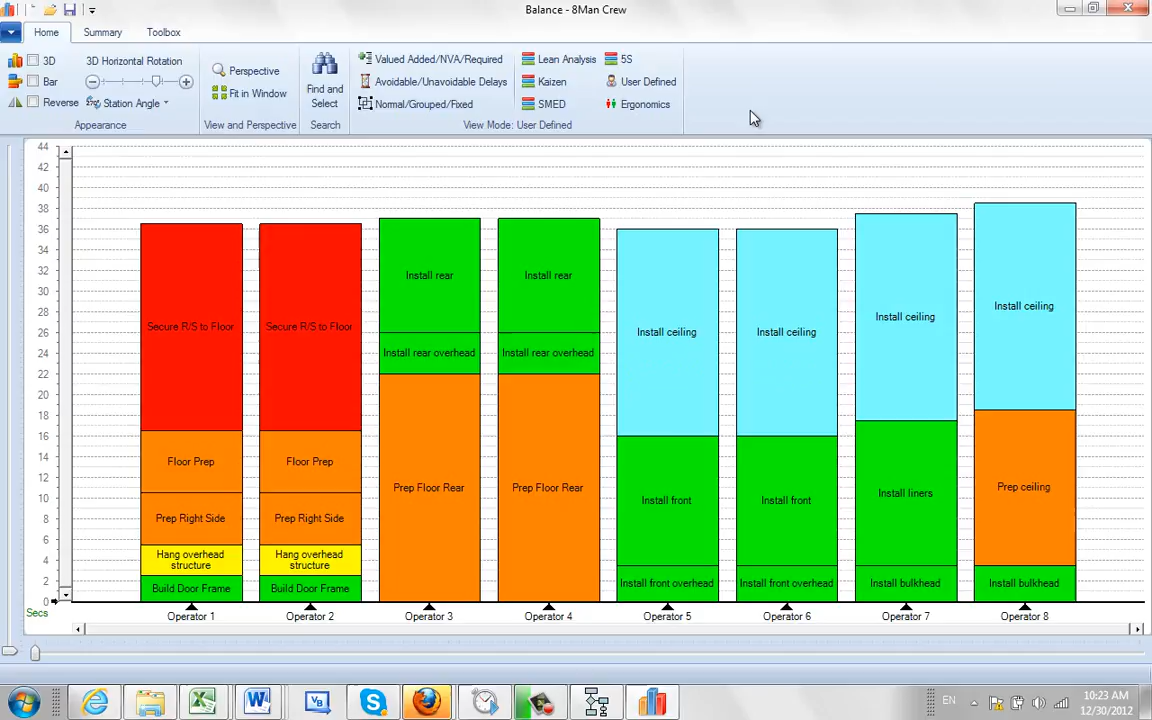 Balance - 8Man Crew
Home Summary Toolbox
3D
Bar
Reverse
3D Horizontal Rotation
Station Angle
Appearance
Perspective
Fit in Window
View and Perspective
Find and
Select
Search
Valued Added/NVA/Required
Avoidable/Unavoidable Delays
Normal/Grouped/Fixed
Lean Analysis
Kaizen
SMED
5S
User Defined
Ergonomics
View Mode: User Defined
44
42
40
38
36
34
32
30
28
26
24
22
20
18
16
14
12
10
8
6
4
2
0
Secs
Secure R/S to Floor
Floor Prep
Prep Right Side
Hang overhead
structure
Build Door Frame
Operator 1
Secure R/S to Floor
Floor Prep
Prep Right Side
Hang overhead
structure
Build Door Frame
Operator 2
Install rear
Install rear overhead
Prep Floor Rear
Operator 3
Install rear
Install rear overhead
Prep Floor Rear
Operator 4
Install ceiling
Install front
Install front overhead
Operator 5
Install ceiling
Install front
Install front overhead
Operator 6
Install ceiling
Install liners
Install bulkhead
Operator 7
Install ceiling
Prep ceiling
Install bulkhead
Operator 8
EN
10:23 AM
12/30/2012